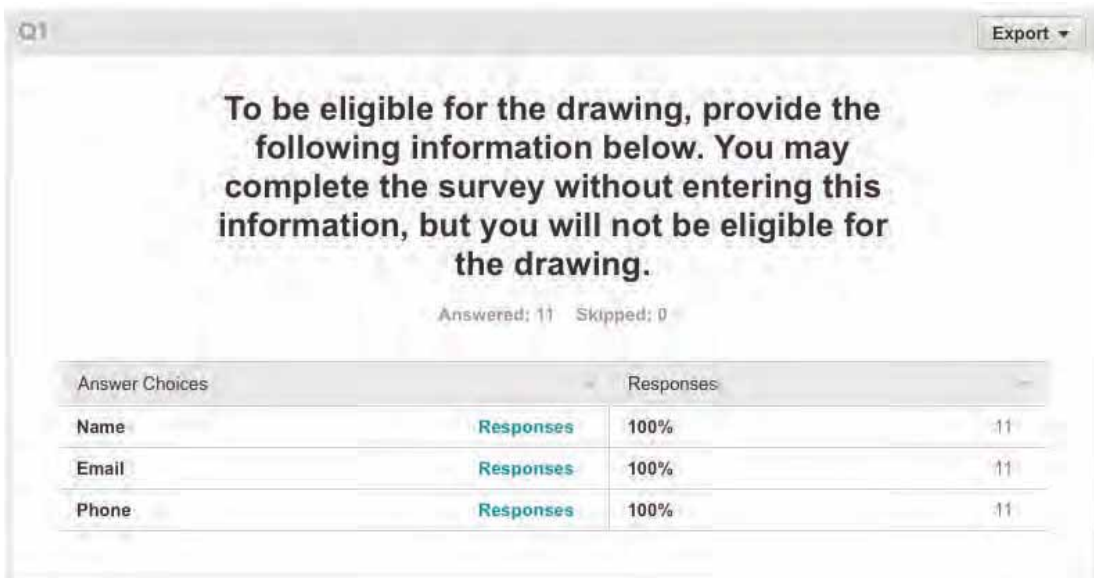 Q1
Export
To be eligible for the drawing, provide the
following information below. You may
complete the survey without entering this
information, but you will not be eligible for
the drawing.
Answered: 11 Skipped: 0
Answer Choices Responses
Name Responses 100% 11
Email Responses 100% 11
Phone Responses 100% 11